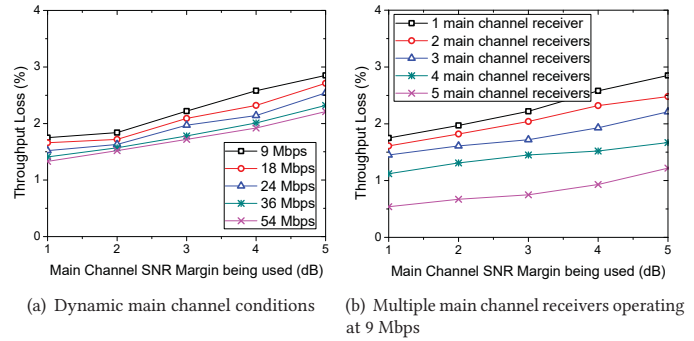 4
3
2
1
0
Throughput Loss (%)
9 Mbps
18 Mbps
24 Mbps
36 Mbps
54 Mbps
1 2 3 4 5
Main Channel SNR Margin being used (dB)
(a) Dynamic main channel conditions
4
3
2
1
0
Throughput Loss (%)
1 main channel receiver
2 main channel receivers
3 main channel receivers
4 main channel receivers
5 main channel receivers
1 2 3 4 5
Main Channel SNR Margin being used (dB)
(b) Multiple main channel receivers operating
at 9 Mbps